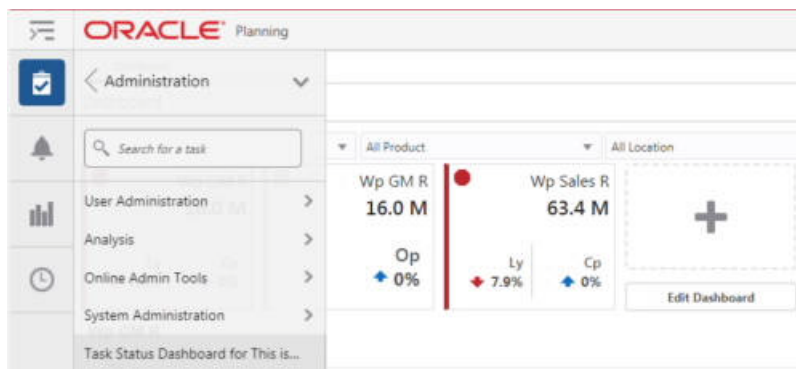 ORACLE® Planning
Administration
Search for a task
User Administration
Analysis
Online Admin Tools
System Administration
Task Status Dashboard for This is...
All Product
All Location
Wp GM R
16.0 M
Op
0%
Wp Sales R
63.4 M
Ly
7.9%
Cp
0%
Edit Dashboard